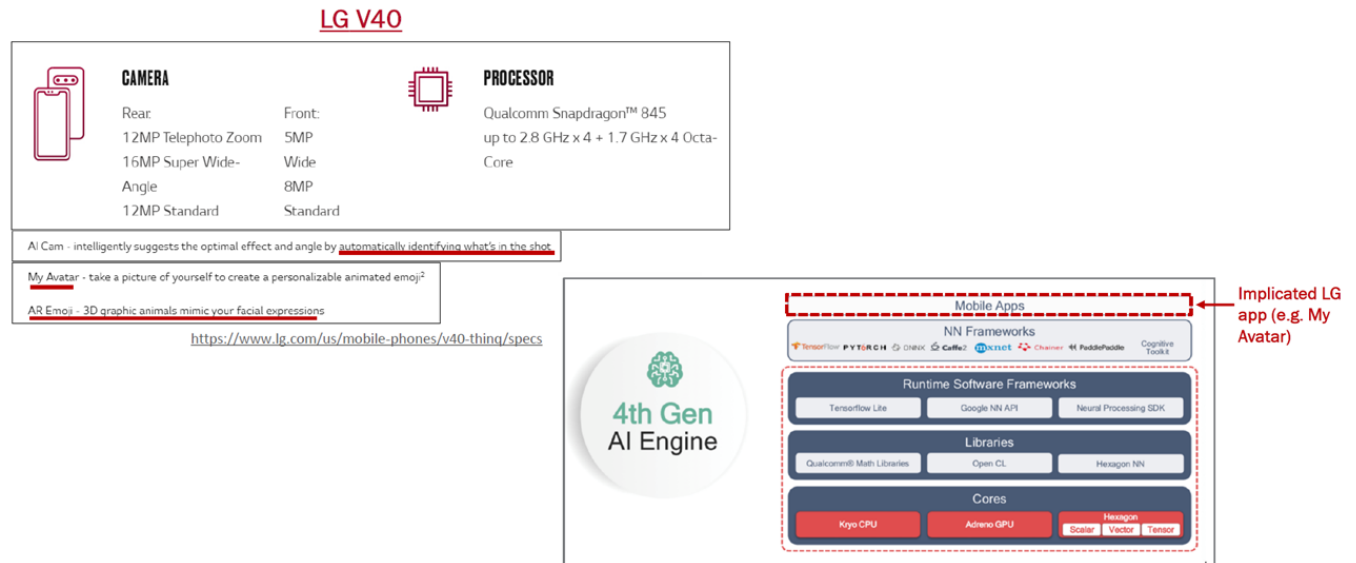 LG V40
CAMERA
Rear:
12MP Telephoto Zoom
16MP Super Wide-
Angle
12MP Standard
Front:
5MP
Wide
8MP
Standard
PROCESSOR
Qualcomm Snapdragon™ 845
up to 2.8 GHz x 4 + 1.7 GHz x 4 Octa-
Core
AI Cam - intelligently suggests the optimal effect and angle by automatically identifying what's in the shot
My Avatar - take a picture of yourself to create a personalizable animated emoji²
AR Emoji - 3D graphic animals mimic your facial expressions
https://www.lg.com/us/mobile-phones/v40-thinq/specs
4th Gen
AI Engine
Mobile Apps
NN Frameworks
TensorFlow PYTORCH ONNX Caffe2 mxnet Chainer PaddlePaddle Cognitive
Toolkit
Runtime Software Frameworks
Tensorflow Lite Google NN API Neural Processing SDK
Libraries
Qualcomm® Math Libraries Open CL Hexagon NN
Cores
Kryo CPU Adreno GPU Hexagon
Scalar Vector Tensor
Implicated LG
app (e.g. My
Avatar)